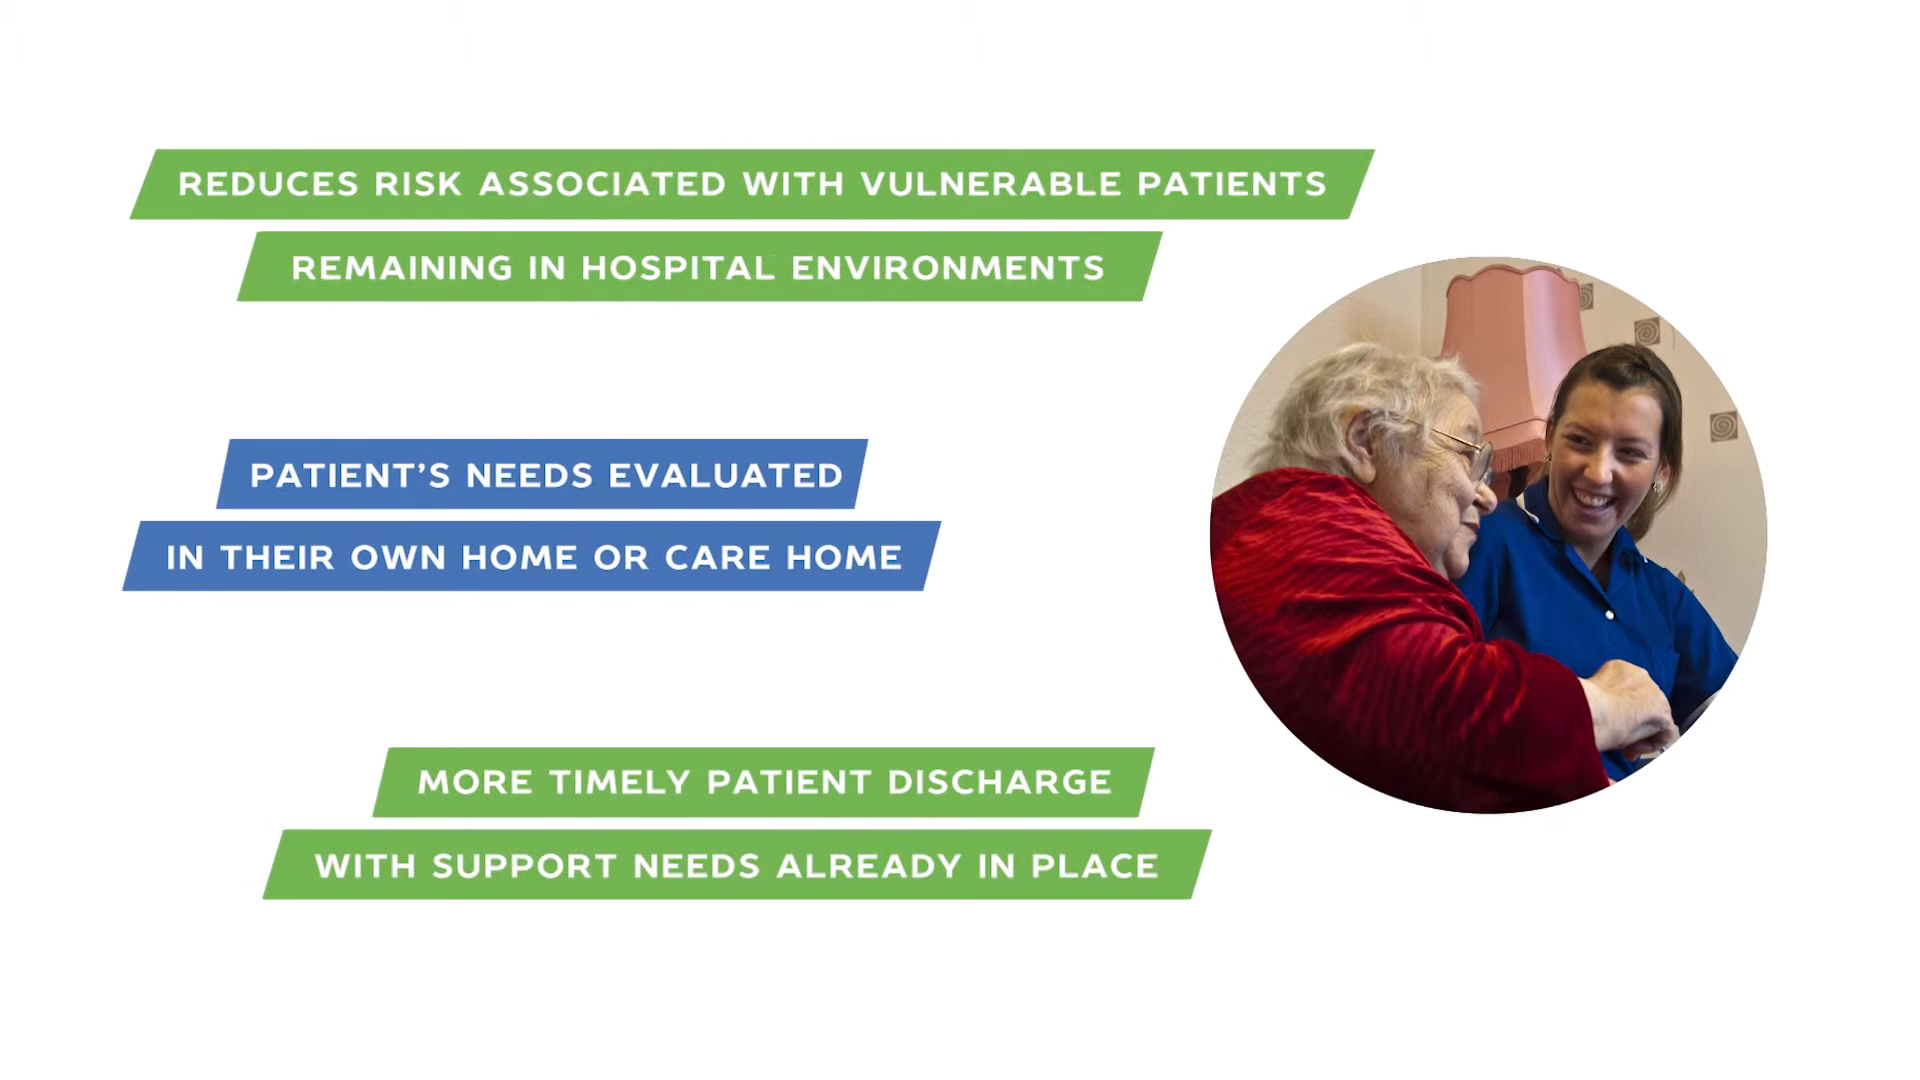 REDUCES RISK ASSOCIATED WITH VULNERABLE PATIENTS
REMAINING IN HOSPITAL ENVIRONMENTS
PATIENT’S NEEDS EVALUATED
IN THEIR OWN HOME OR CARE HOME
MORE TIMELY PATIENT DISCHARGE
WITH SUPPORT NEEDS ALREADY IN PLACE